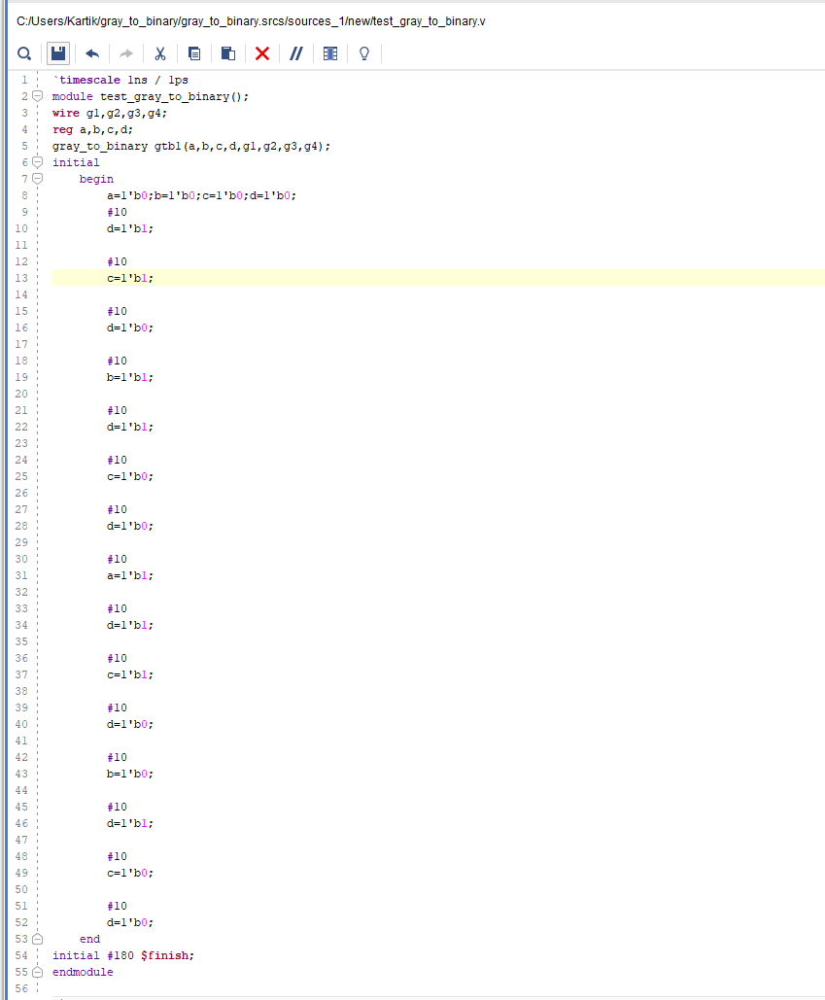 C:/Users/Kartik/gray_to_binary/gray_to_binary.srcs/sources_1/new/test_gray_to_binary.v
1 `timescale 1ns / 1ps
2 module test_gray_to_binary();
3 wire g1,g2,g3,g4;
4 reg a,b,c,d;
5 gray_to_binary gtb1(a,b,c,d,g1,g2,g3,g4);
6 initial
7 begin
8 a=1'b0;b=1'b0;c=1'b0;d=1'b0;
9 #10
10 d=1'b1;
11
12 #10
13 c=1'b1;
14
15 #10
16 d=1'b0;
17
18 #10
19 b=1'b1;
20
21 #10
22 d=1'b1;
23
24 #10
25 c=1'b0;
26
27 #10
28 d=1'b0;
29
30 #10
31 a=1'b1;
32
33 #10
34 d=1'b1;
35
36 #10
37 c=1'b1;
38
39 #10
40 d=1'b0;
41
42 #10
43 b=1'b0;
44
45 #10
46 d=1'b1;
47
48 #10
49 c=1'b0;
50
51 #10
52 d=1'b0;
53 end
54 initial #180 $finish;
55 endmodule
56